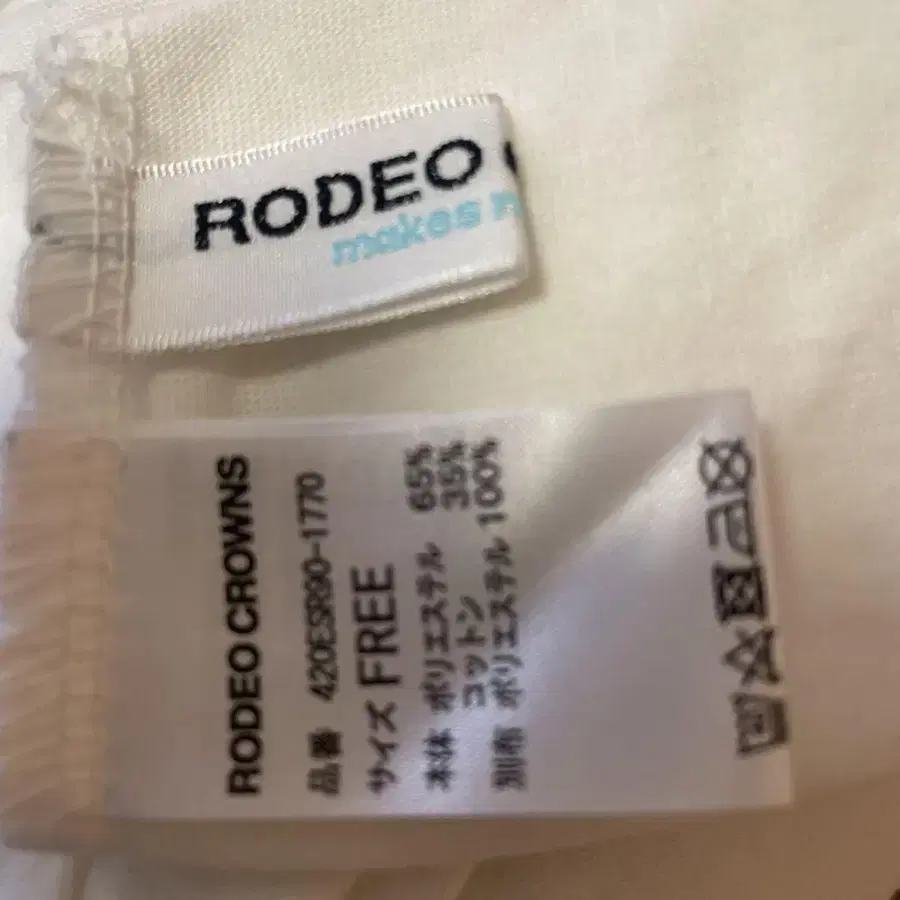 RODEO
makes
RODEO CROWNS
品番 420ESR90-1770
サイズ FREE
本体 ポリエステル 65%
コットン 35%
別布 ポリエステル 100%